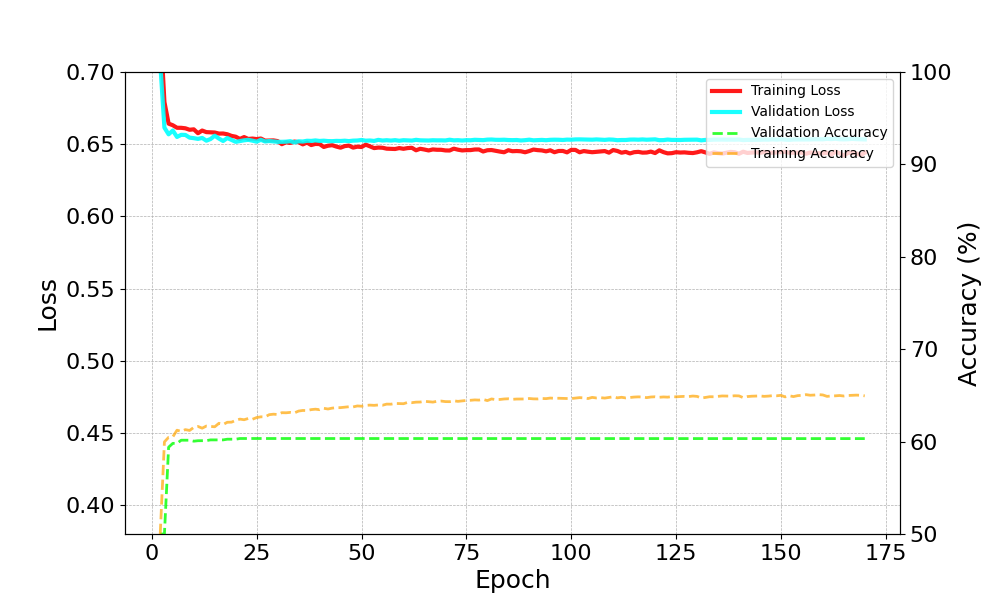 0.70
0.65
0.60
0.55
0.50
0.45
0.40
Loss
0 25 50 75 100 125 150 175
Epoch
100
90
80
70
60
50
Accuracy (%)
Training Loss
Validation Loss
Validation Accuracy
Training Accuracy